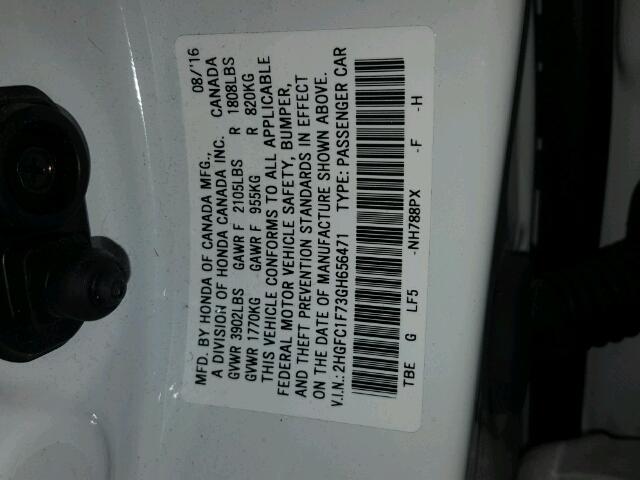 MFD. BY HONDA OF CANADA MFG., 08/'16
A DIVISION OF HONDA CANADA INC. CANADA
GVWR 3902LBS GAWR F 2105LBS R 1808LBS
GVWR 1770KG GAWR F 955KG R 820KG
THIS VEHICLE CONFORMS TO ALL APPLICABLE
FEDERAL MOTOR VEHICLE SAFETY, BUMPER,
AND THEFT PREVENTION STANDARDS IN EFFECT
ON THE DATE OF MANUFACTURE SHOWN ABOVE.
V.I.N.: 2HGFC1F73GH656471 TYPE: PASSENGER CAR
TBE G LF5 -NH788PX -F -H